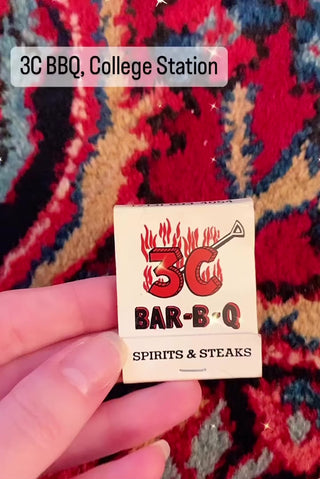 3C BBQ, College Station
3C
BAR-B-Q
SPIRITS & STEAKS